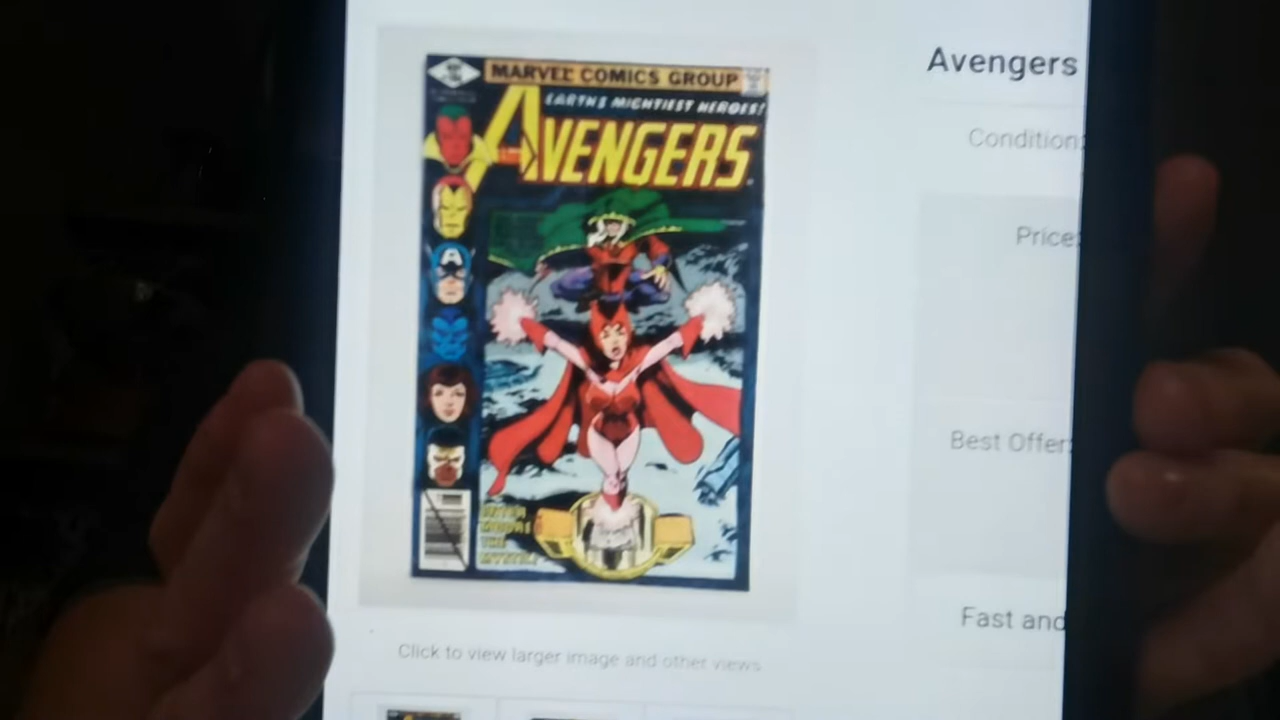 MARVEL COMICS GROUP
EARTH'S MIGHTIEST HEROES!
AVENGERS
Avengers
Condition:
Price:
Best Offer:
Fast and
THE
Click to view larger image and other views